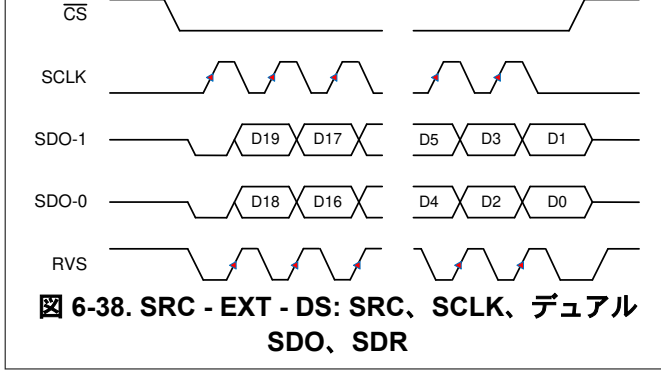 CS
SCLK
SDO-1 D19 D17 D5 D3 D1
SDO-0 D18 D16 D4 D2 D0
RVS
図 6-38. SRC - EXT - DS: SRC、SCLK、デュアル
SDO、SDR